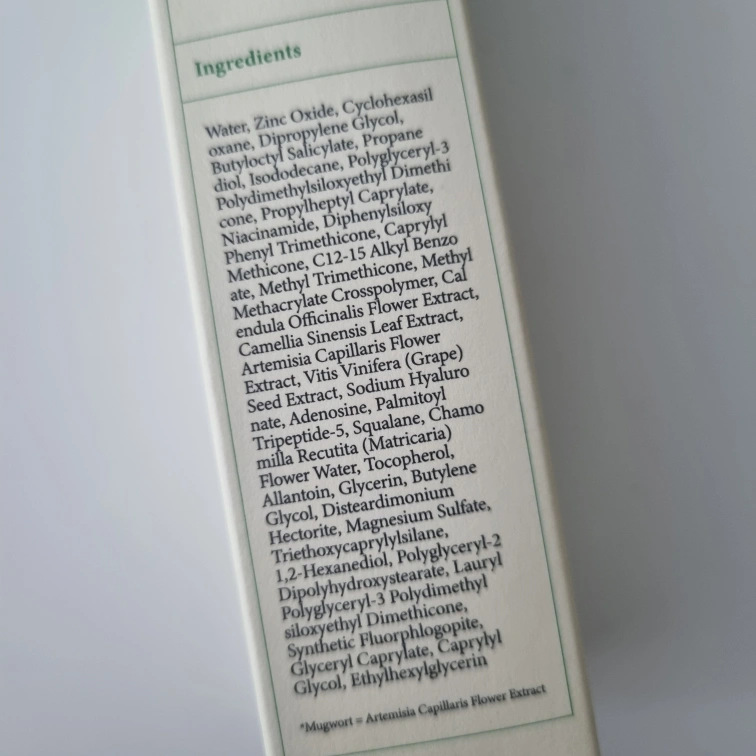 Ingredients
Water, Zinc Oxide, Cyclohexasil
oxane, Dipropylene Glycol,
Butyloctyl Salicylate, Propane
diol, Isododecane, Polyglyceryl-3
Polydimethylsiloxyethyl Dimethi
cone, Propylheptyl Caprylate,
Niacinamide, Diphenylsiloxy
Phenyl Trimethicone, Caprylyl
Methicone, C12-15 Alkyl Benzo
ate, Methyl Trimethicone, Methyl
Methacrylate Crosspolymer, Cal
endula Officinalis Flower Extract,
Camellia Sinensis Leaf Extract,
Artemisia Capillaris Flower
Extract, Vitis Vinifera (Grape)
Seed Extract, Sodium Hyaluro
nate, Adenosine, Palmitoyl
Tripeptide-5, Squalane, Chamo
milla Recutita (Matricaria)
Flower Water, Tocopherol,
Allantoin, Glycerin, Butylene
Glycol, Disteardimonium
Hectorite, Magnesium Sulfate,
Triethoxycaprylylsilane,
1,2-Hexanediol, Polyglyceryl-2
Dipolyhydroxystearate, Lauryl
Polyglyceryl-3 Polydimethyl
siloxyethyl Dimethicone,
Synthetic Fluorphlogopite,
Glyceryl Caprylate, Caprylyl
Glycol, Ethylhexylglycerin
*Mugwort = Artemisia Capillaris Flower Extract